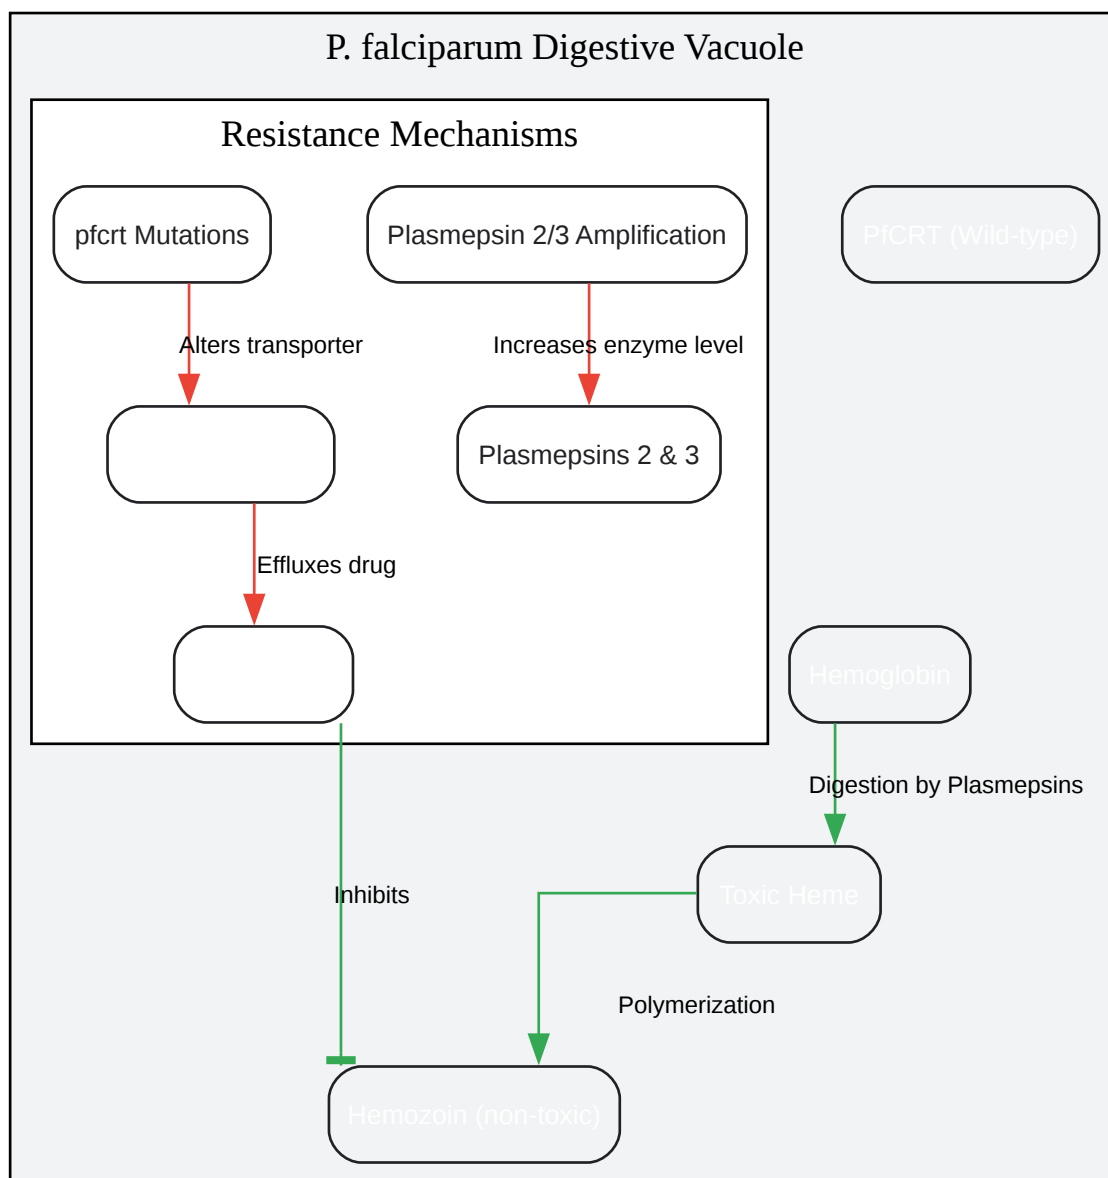 P. falciparum Digestive Vacuole
Resistance Mechanisms
pfcrt Mutations
Plasmepsin 2/3 Amplification
PfCRT (Wild-type)
Alters transporter
Increases enzyme level
Plasmepsins 2 & 3
Effluxes drug
Hemoglobin
Digestion by Plasmepsins
Inhibits
Toxic Heme
Polymerization
Hemozoin (non-toxic)